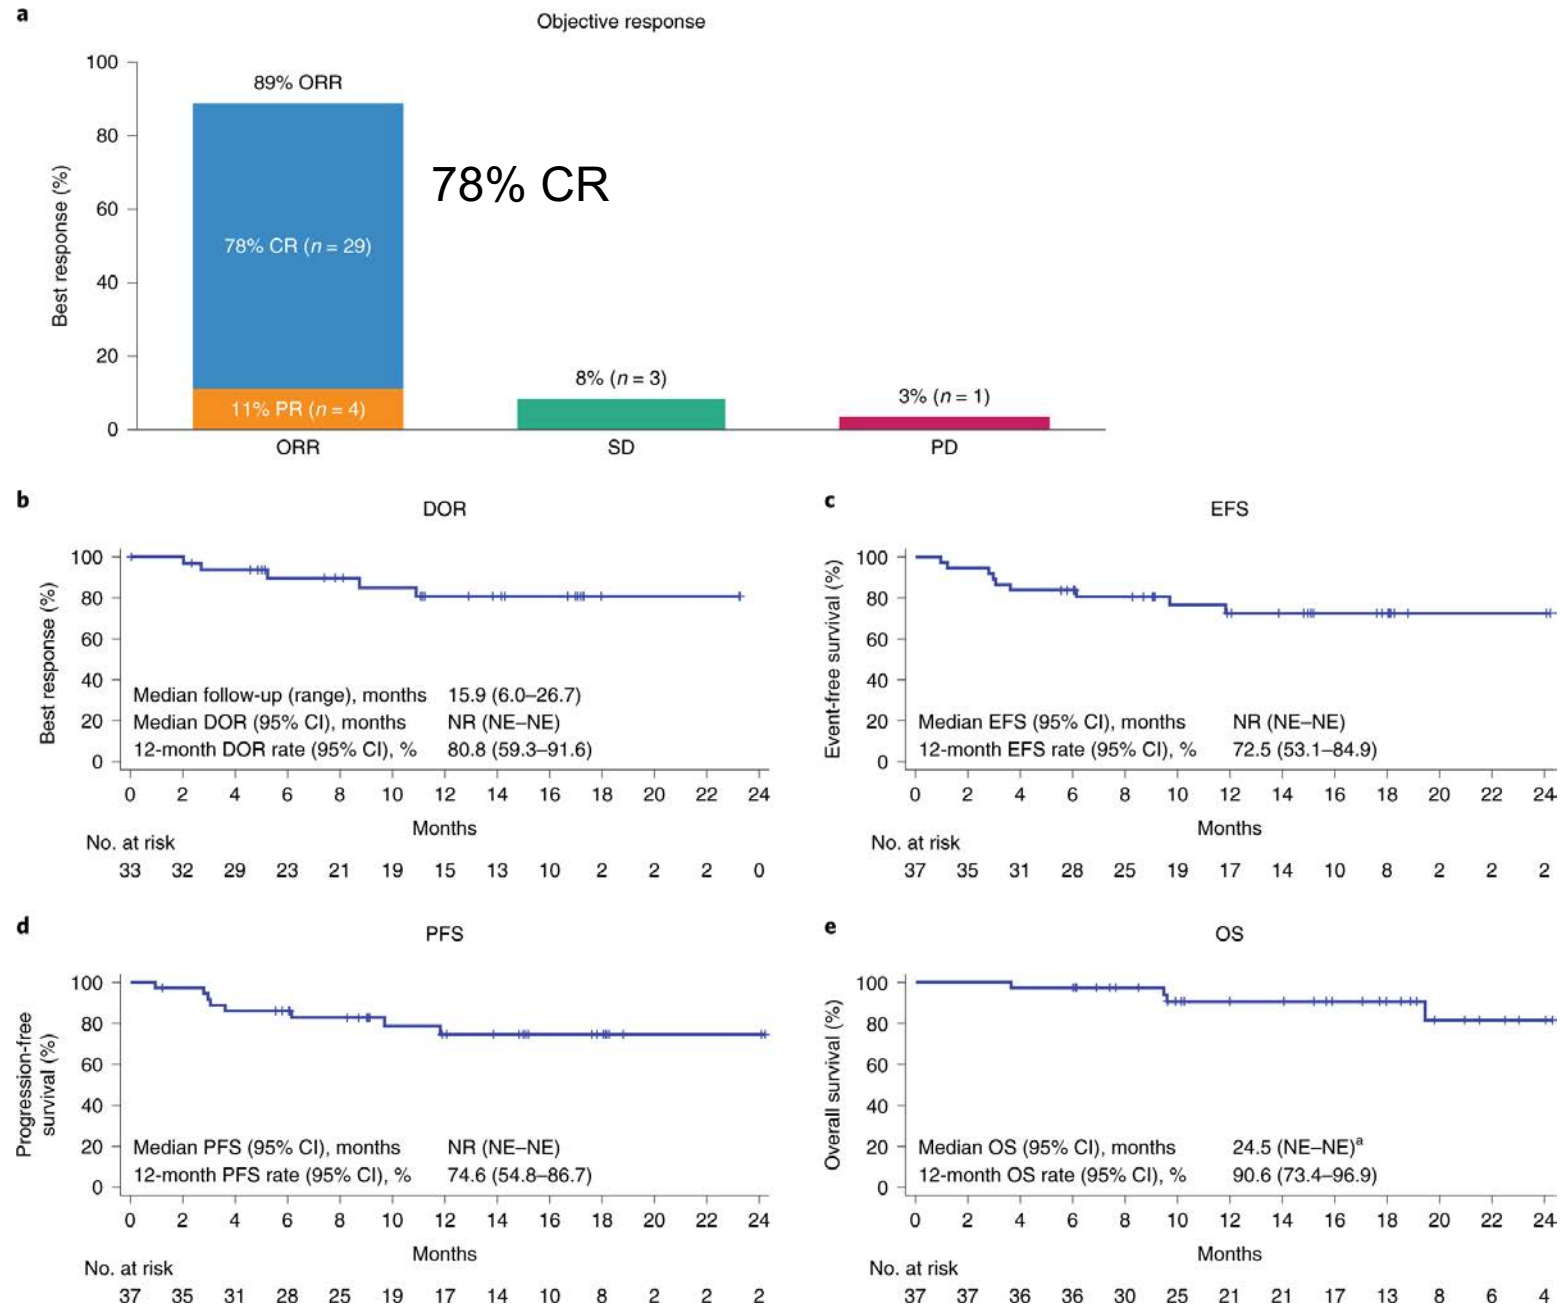 a
Objective response
100
80
60
40
20
0
Best response (%)
89% ORR
78% CR
78% CR (n = 29)
11% PR (n = 4)
8% (n = 3)
3% (n = 1)
ORR SD PD
b
DOR
100
80
60
40
20
0
Best response (%)
Median follow-up (range), months 15.9 (6.0–26.7)
Median DOR (95% CI), months NR (NE–NE)
12-month DOR rate (95% CI), % 80.8 (59.3–91.6)
0 2 4 6 8 10 12 14 16 18 20 22 24
Months
No. at risk
33 32 29 23 21 19 15 13 10 2 2 2 0
c
EFS
100
80
60
40
20
0
Event-free survival (%)
Median EFS (95% CI), months NR (NE–NE)
12-month EFS rate (95% CI), % 72.5 (53.1–84.9)
0 2 4 6 8 10 12 14 16 18 20 22 24
Months
No. at risk
37 35 31 28 25 19 17 14 10 8 2 2 2
d
PFS
100
80
60
40
20
0
Progression-free
survival (%)
Median PFS (95% CI), months NR (NE–NE)
12-month PFS rate (95% CI), % 74.6 (54.8–86.7)
0 2 4 6 8 10 12 14 16 18 20 22 24
Months
No. at risk
37 35 31 28 25 19 17 14 10 8 2 2 2
e
OS
100
80
60
40
20
0
Overall survival (%)
Median OS (95% CI), months 24.5 (NE–NE)ᵃ
12-month OS rate (95% CI), % 90.6 (73.4–96.9)
0 2 4 6 8 10 12 14 16 18 20 22 24
Months
No. at risk
37 37 36 36 30 25 21 21 17 13 8 6 4